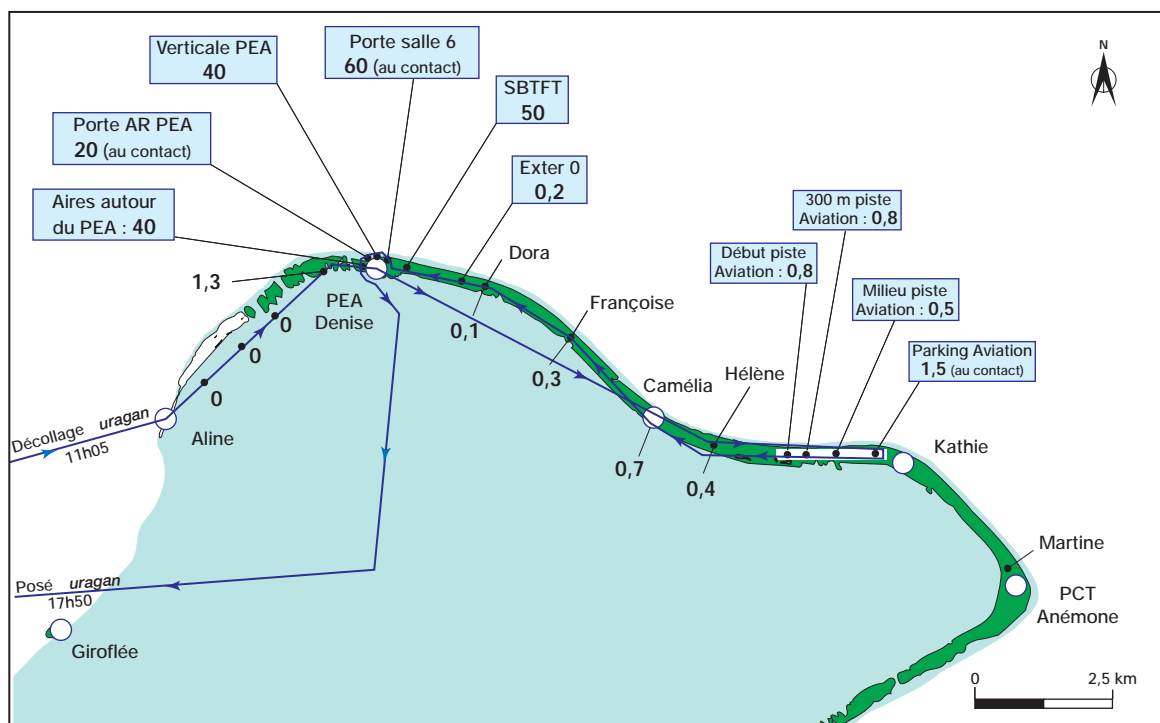 Verticale PEA
40
Porte salle 6
60 (au contact)
N
SBTFT
50
Porte AR PEA
20 (au contact)
Exter 0
0,2
Aires autour
du PEA : 40
300 m piste
Aviation : 0,8
Dora
Début piste
Aviation : 0,8
1,3
PEA
Denise
Françoise
Milieu piste
Aviation : 0,5
0
0,1
0
0,3
Parking Aviation
1,5 (au contact)
Hélène
Camélia
0
Décollage uragan
11h05
Aline
Kathie
0,7
0,4
Martine
Posé uragan
17h50
PCT
Anémone
Giroflée
0
2,5 km